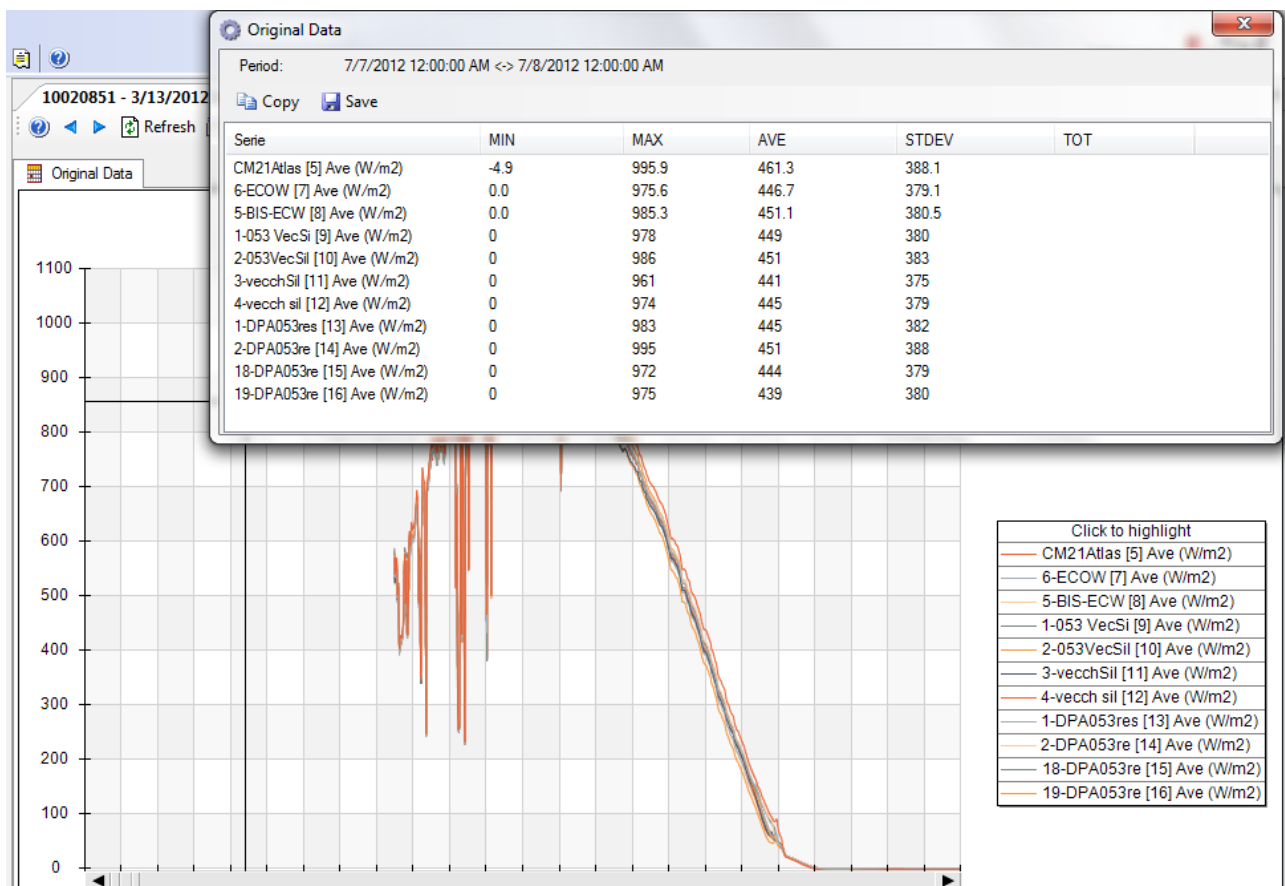 Original Data
Period: 7/7/2012 12:00:00 AM <-> 7/8/2012 12:00:00 AM
Copy Save
Serie MIN MAX AVE STDEV TOT
CM21Atlas [5] Ave (W/m2) -4.9 995.9 461.3 388.1
6-ECOW [7] Ave (W/m2) 0.0 975.6 446.7 379.1
5-BIS-ECW [8] Ave (W/m2) 0.0 985.3 451.1 380.5
1-053 VecSi [9] Ave (W/m2) 0 978 449 380
2-053VecSil [10] Ave (W/m2) 0 986 451 383
3-vecchSil [11] Ave (W/m2) 0 961 441 375
4-vecch sil [12] Ave (W/m2) 0 974 445 379
1-DPA053res [13] Ave (W/m2) 0 983 445 382
2-DPA053re [14] Ave (W/m2) 0 995 451 388
18-DPA053re [15] Ave (W/m2) 0 972 444 379
19-DPA053re [16] Ave (W/m2) 0 975 439 380
10020851 - 3/13/2012
Refresh
Original Data
1100
1000
900
800
700
600
500
400
300
200
100
0
Click to highlight
CM21Atlas [5] Ave (W/m2)
6-ECOW [7] Ave (W/m2)
5-BIS-ECW [8] Ave (W/m2)
1-053 VecSi [9] Ave (W/m2)
2-053VecSil [10] Ave (W/m2)
3-vecchSil [11] Ave (W/m2)
4-vecch sil [12] Ave (W/m2)
1-DPA053res [13] Ave (W/m2)
2-DPA053re [14] Ave (W/m2)
18-DPA053re [15] Ave (W/m2)
19-DPA053re [16] Ave (W/m2)